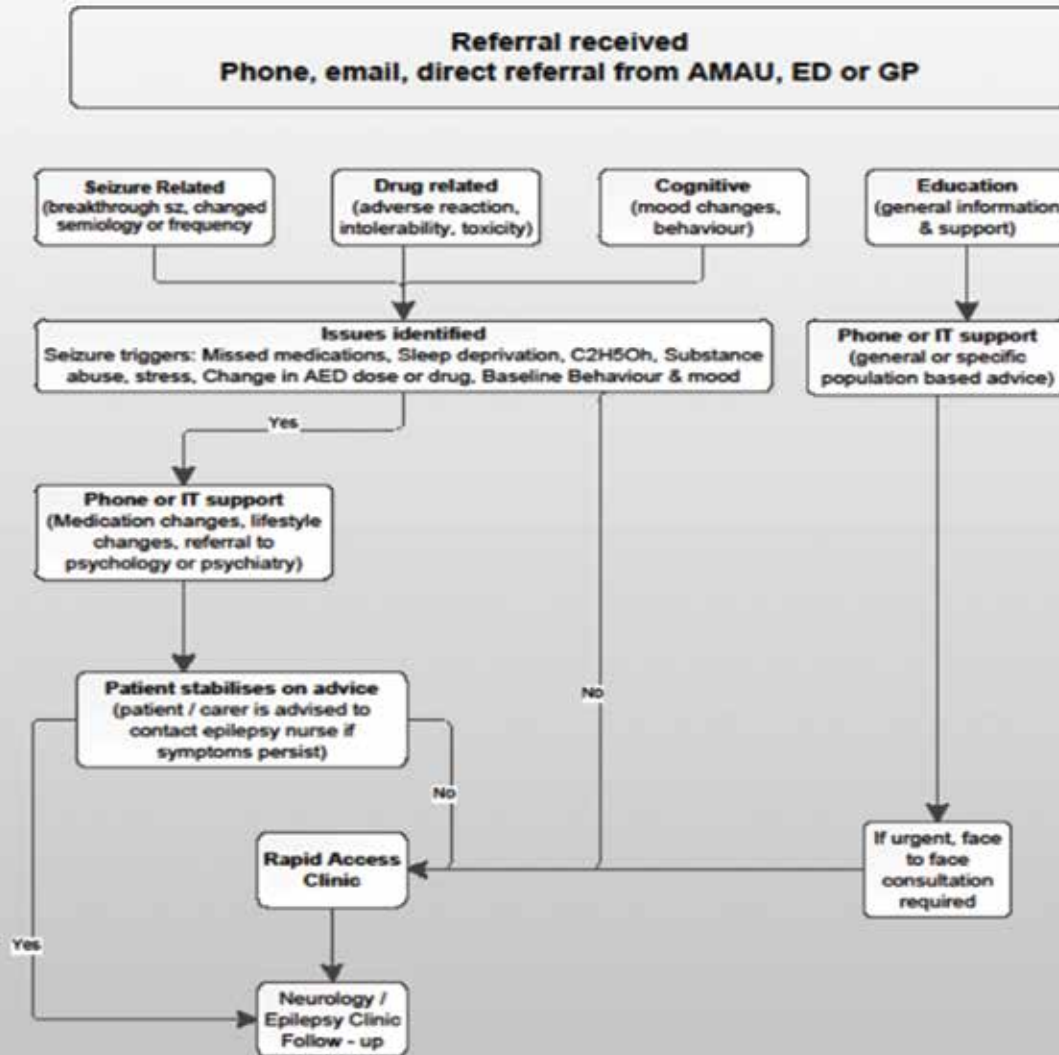 Referral received
Phone, email, direct referral from AMAU, ED or GP
Seizure Related
(breakthrough sz, changed
semiology or frequency
Drug related
(adverse reaction,
intolerability, toxicity)
Cognitive
(mood changes,
behaviour)
Education
(general information
& support)
Issues identified
Seizure triggers: Missed medications, Sleep deprivation, C2H5Oh, Substance
abuse, stress, Change in AED dose or drug, Baseline Behaviour & mood
Phone or IT support
(general or specific
population based advice)
Yes
Phone or IT support
(Medication changes, lifestyle
changes, referral to
psychology or psychiatry)
Patient stabilises on advice
(patient / carer is advised to
contact epilepsy nurse if
symptoms persist)
No
No
Rapid Access
Clinic
If urgent, face
to face
consultation
required
Yes
Neurology /
Epilepsy Clinic
Follow - up